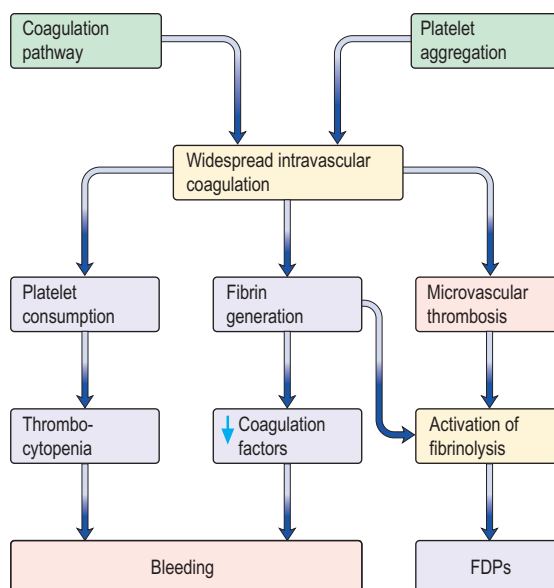 Coagulation
pathway
Platelet
aggregation
Widespread intravascular
coagulation
Platelet
consumption
Fibrin
generation
Microvascular
thrombosis
Thrombo-
cytopenia
Coagulation
factors
Activation of
fibrinolysis
Bleeding
FDPs